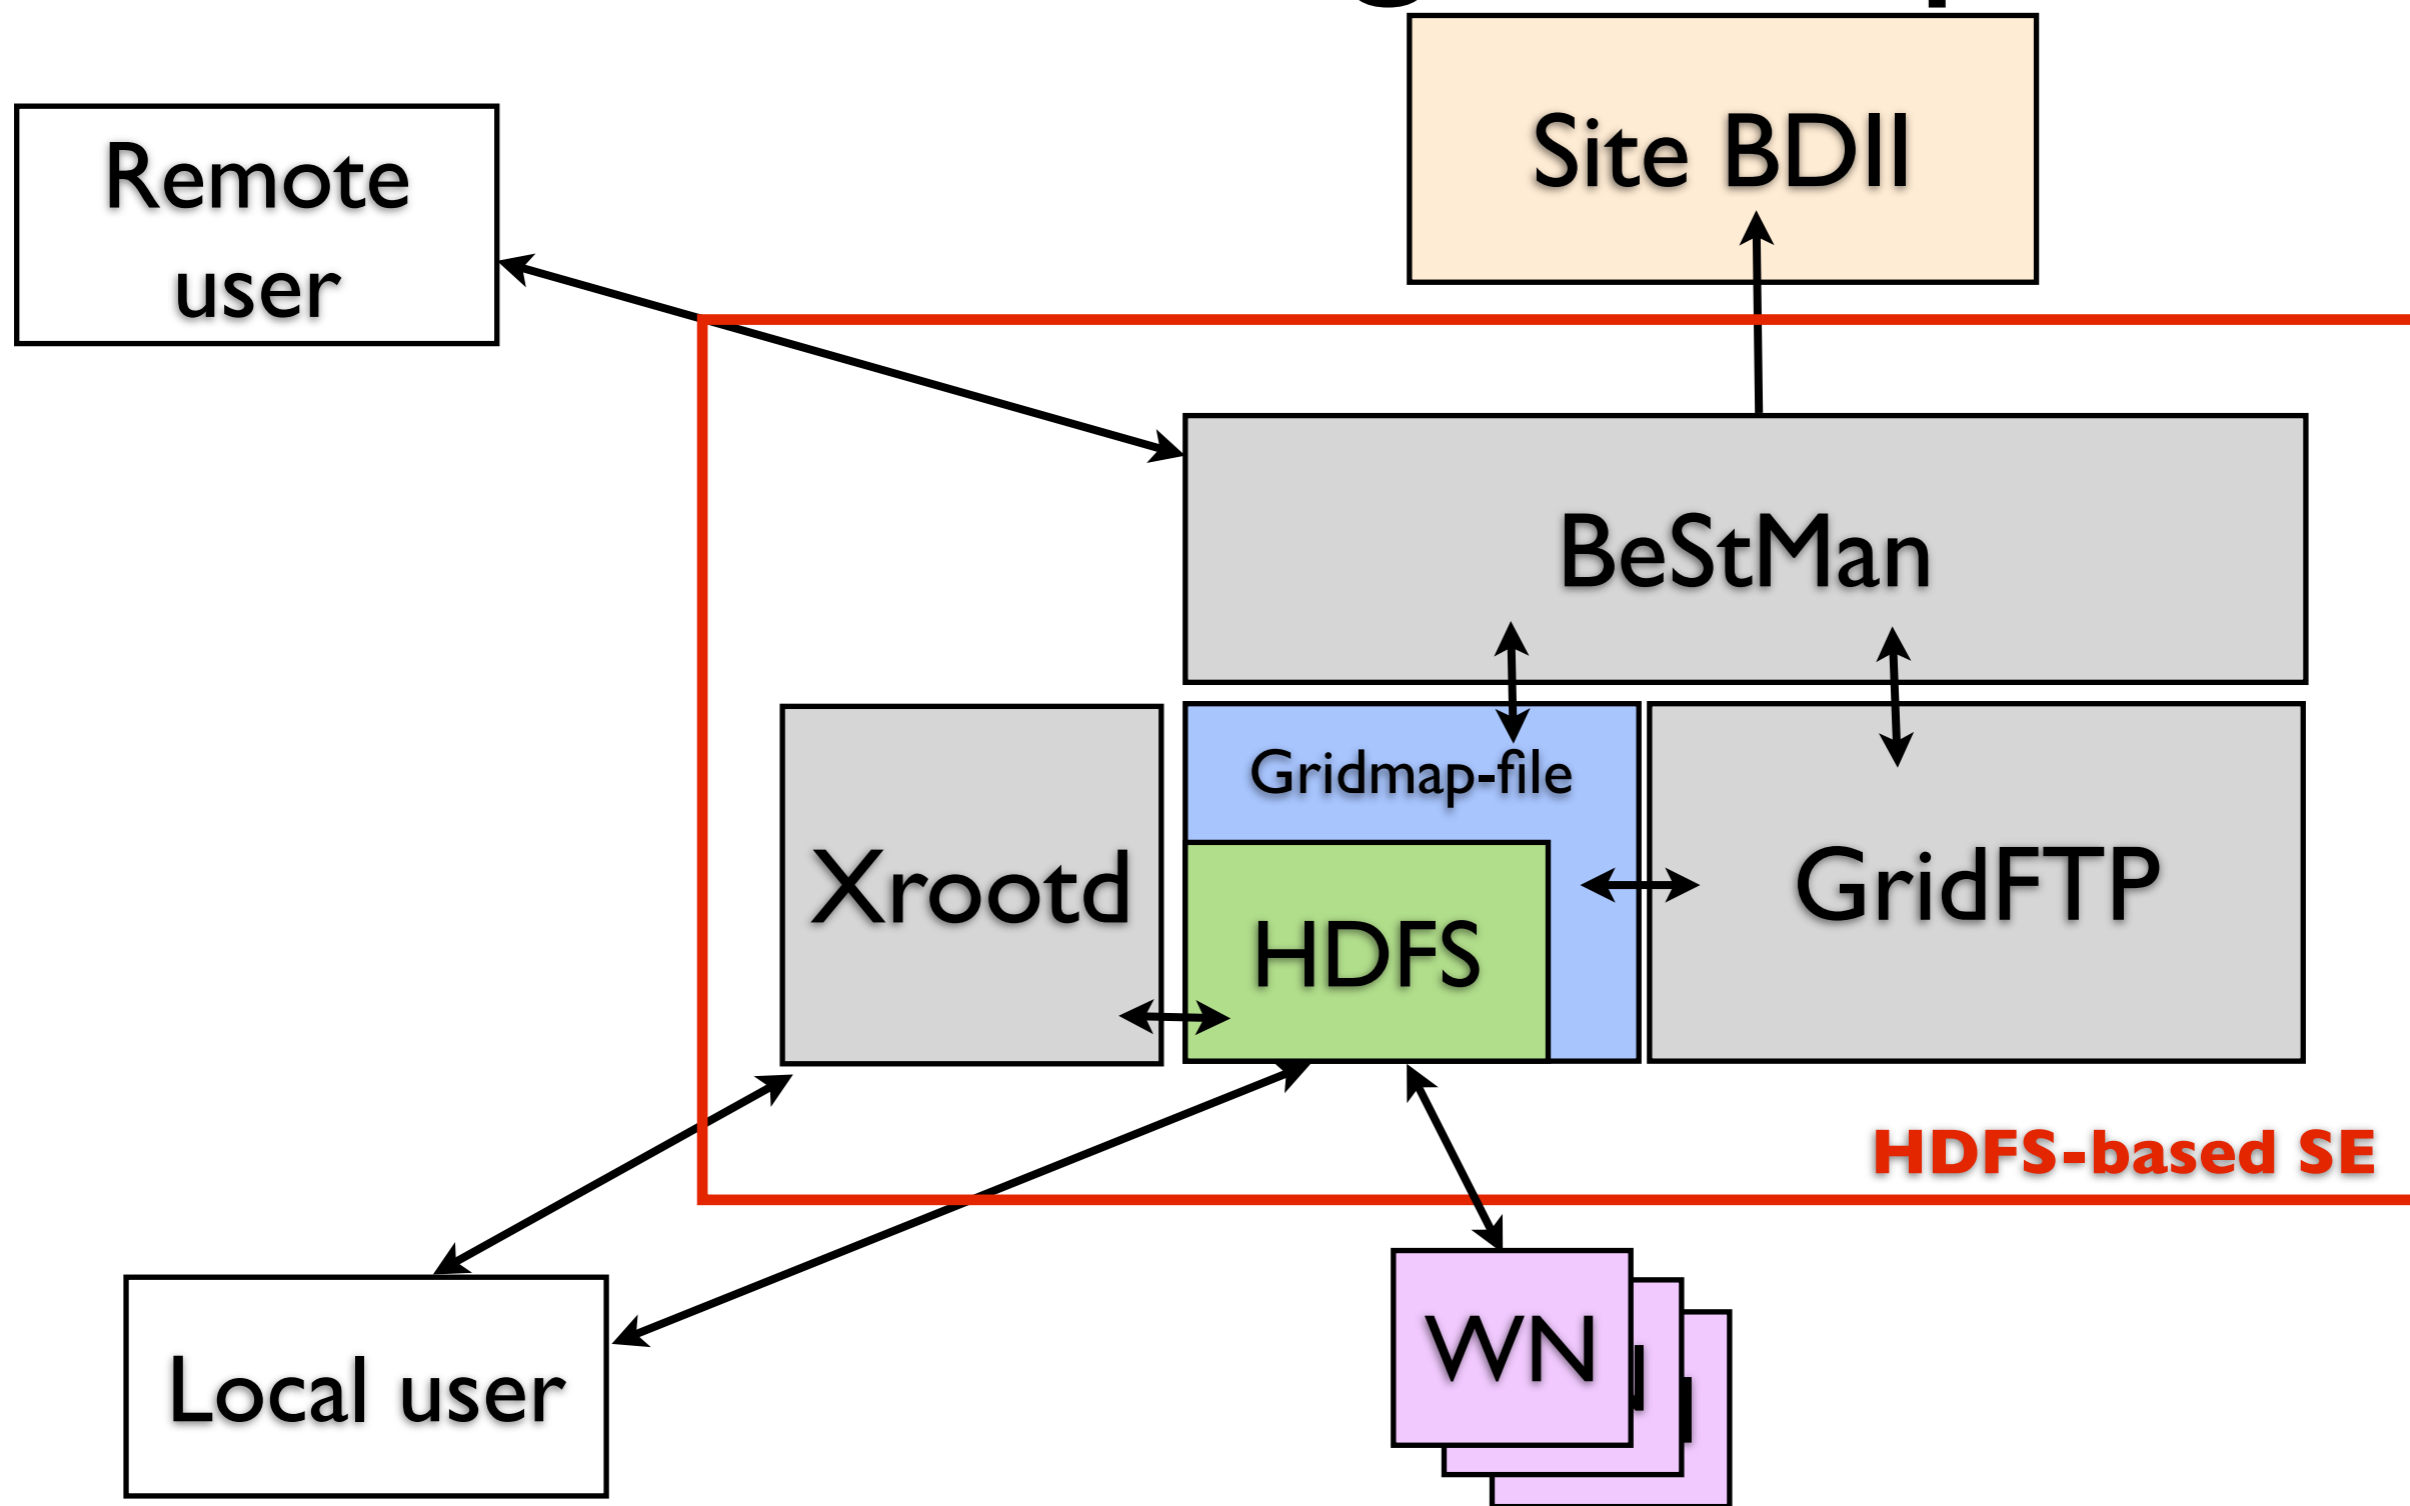 Site BDII
Remote
user
BeStMan
Gridmap-file
Xrootd
GridFTP
HDFS
HDFS-based SE
WN
Local user